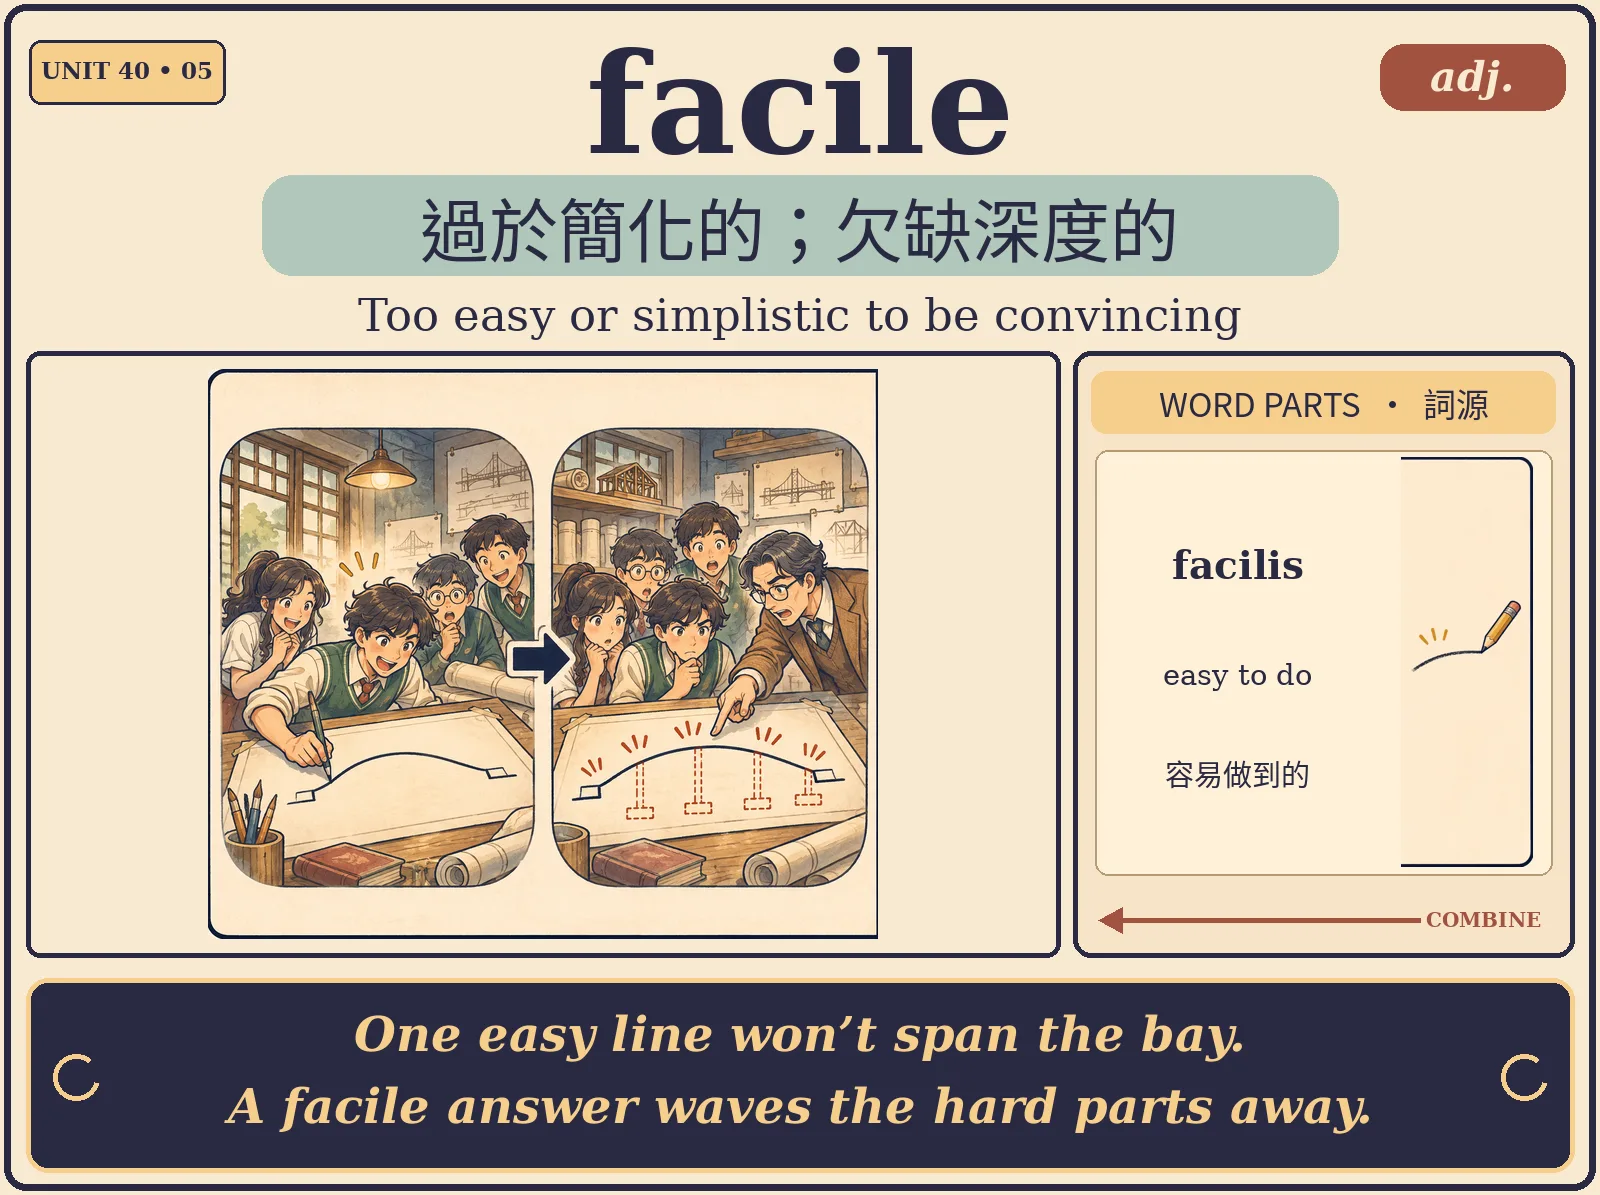 UNIT 40 • 05
facile
adj.
過於簡化的；欠缺深度的
Too easy or simplistic to be convincing
WORD PARTS ・ 詞源
facilis
easy to do
容易做到的
COMBINE
One easy line won’t span the bay.
A facile answer waves the hard parts away.